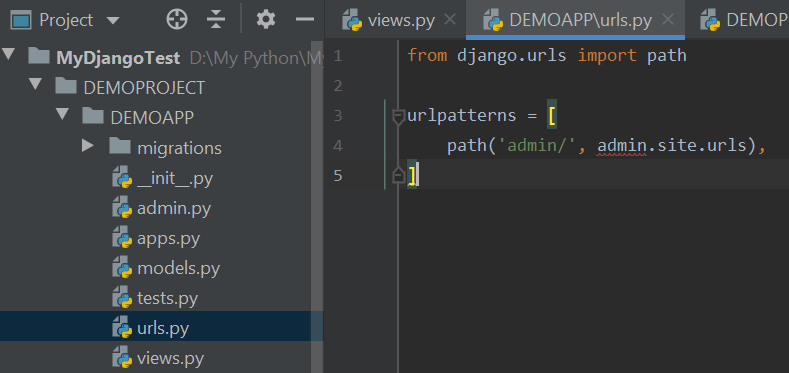 Project
views.py
DEMOAPP\urls.py
DEMOP
MyDjangoTest D:\My Python\My
DEMOPROJECT
DEMOAPP
migrations
__init__.py
admin.py
apps.py
models.py
tests.py
urls.py
views.py
1 from django.urls import path
2
3 urlpatterns = [
4 path('admin/', admin.site.urls),
5 ]